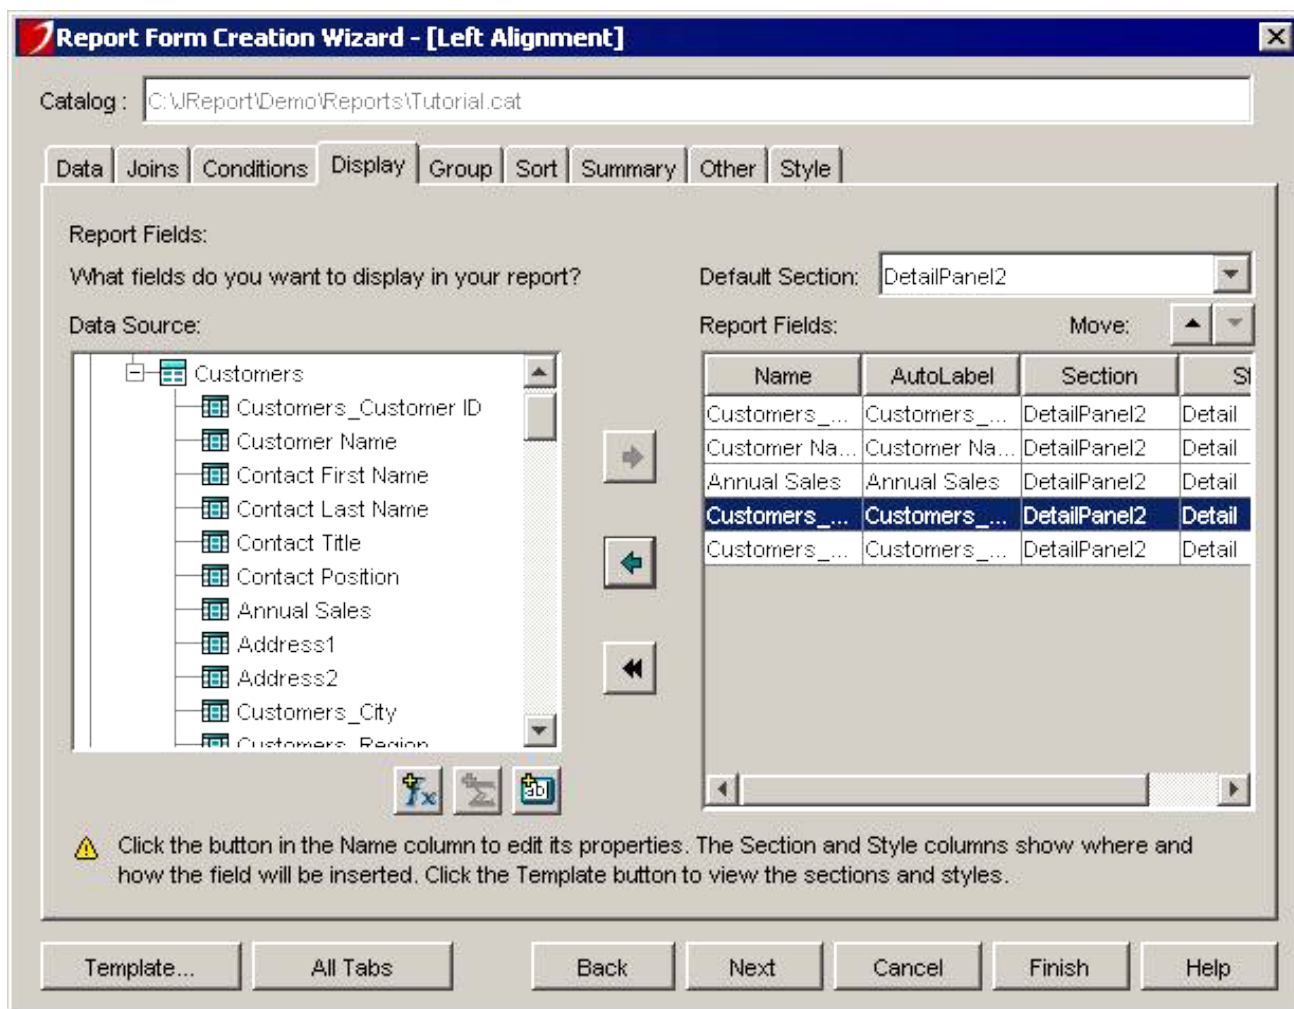 Report Form Creation Wizard - [Left Alignment]
Catalog : C:\JReport\Demo\Reports\Tutorial.cat
Data Joins Conditions Display Group Sort Summary Other Style
Report Fields:
What fields do you want to display in your report? Default Section: DetailPanel2
Data Source: Report Fields: Move:
Customers
Customers_Customer ID
Customer Name
Contact First Name
Contact Last Name
Contact Title
Contact Position
Annual Sales
Address1
Address2
Customers_City
Customers_Region
Name AutoLabel Section St
Customers_... Customers_... DetailPanel2 Detail
Customer Na... Customer Na... DetailPanel2 Detail
Annual Sales Annual Sales DetailPanel2 Detail
Customers_... Customers_... DetailPanel2 Detail
Customers_... Customers_... DetailPanel2 Detail
fx Σ ab|
Click the button in the Name column to edit its properties. The Section and Style columns show where and
how the field will be inserted. Click the Template button to view the sections and styles.
Template... All Tabs Back Next Cancel Finish Help